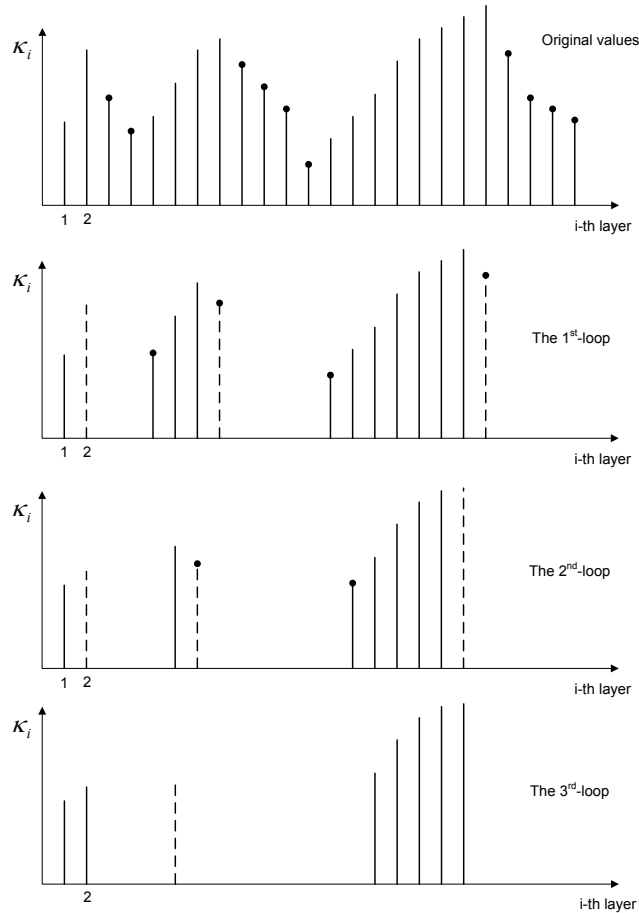 κi
Original values
1 2
i-th layer
κi
The 1st-loop
1 2
i-th layer
κi
The 2nd-loop
1 2
i-th layer
κi
The 3rd-loop
2
i-th layer